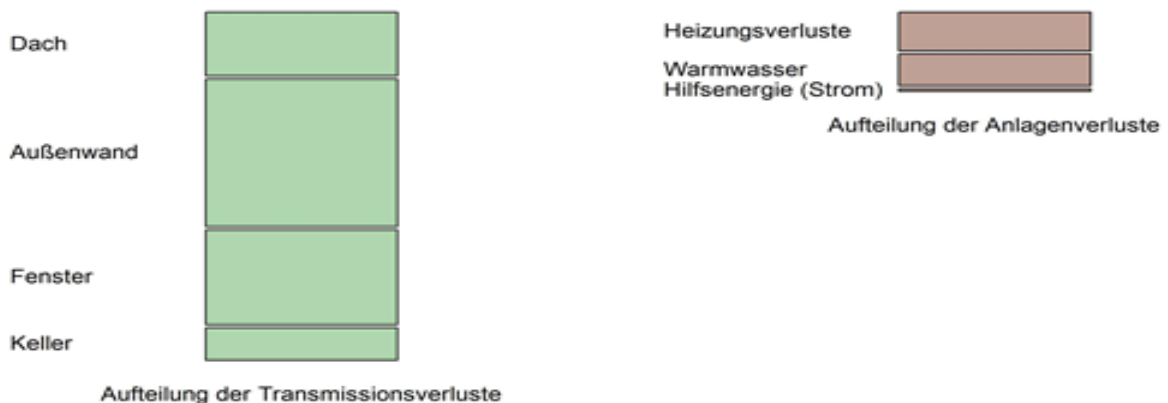 Dach
Außenwand
Fenster
Keller
Aufteilung der Transmissionsverluste
Heizungsverluste
Warmwasser
Hilfsenergie (Strom)
Aufteilung der Anlagenverluste